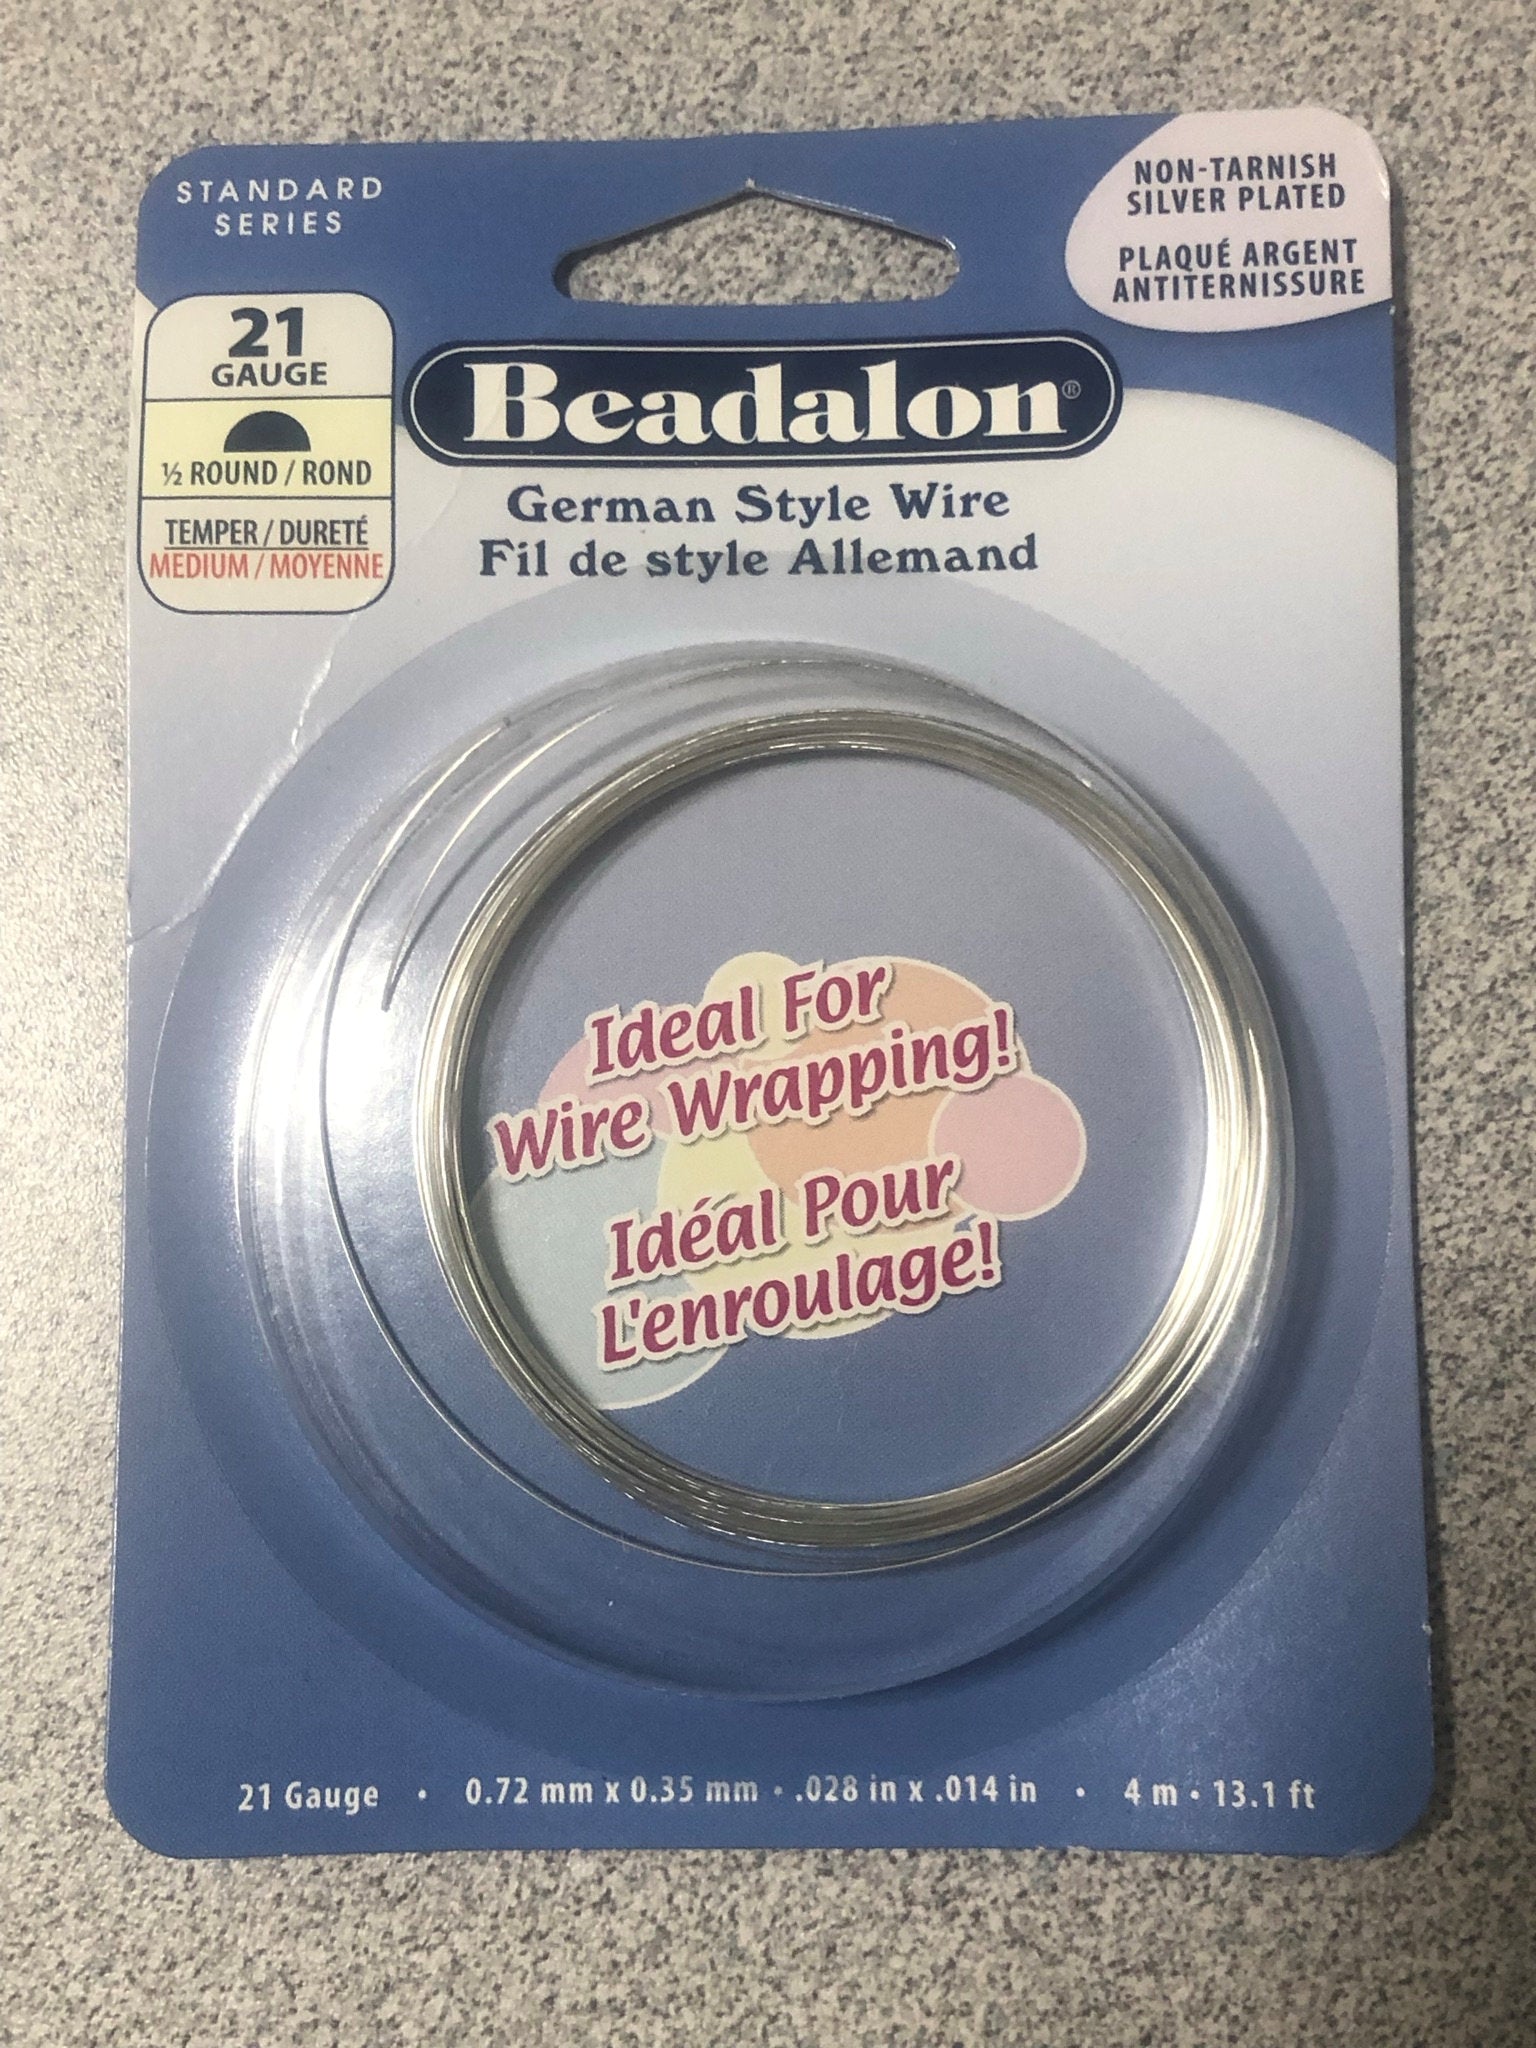 STANDARD
SERIES
NON-TARNISH
SILVER PLATED
PLAQUÉ ARGENT
ANTITERNISSURE
21
GAUGE
½ ROUND / ROND
TEMPER / DURETÉ
MEDIUM / MOYENNE
Beadalon®
German Style Wire
Fil de style Allemand
Ideal For
Wire Wrapping!
Idéal Pour
L'enroulage!
21 Gauge • 0.72 mm x 0.35 mm • .028 in x .014 in • 4 m • 13.1 ft